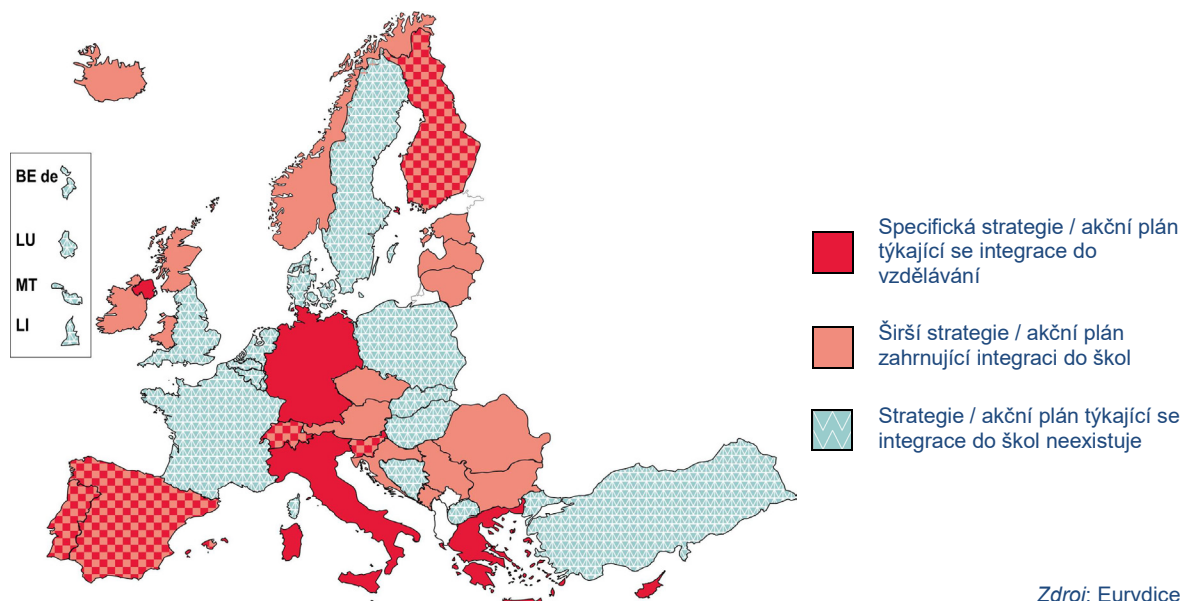 BE de
LU
MT
LI
Specifická strategie / akční plán
týkající se integrace do
vzdělávání
Širší strategie / akční plán
zahrnující integraci do škol
Strategie / akční plán týkající se
integrace do škol neexistuje
Zdroj: Eurydice